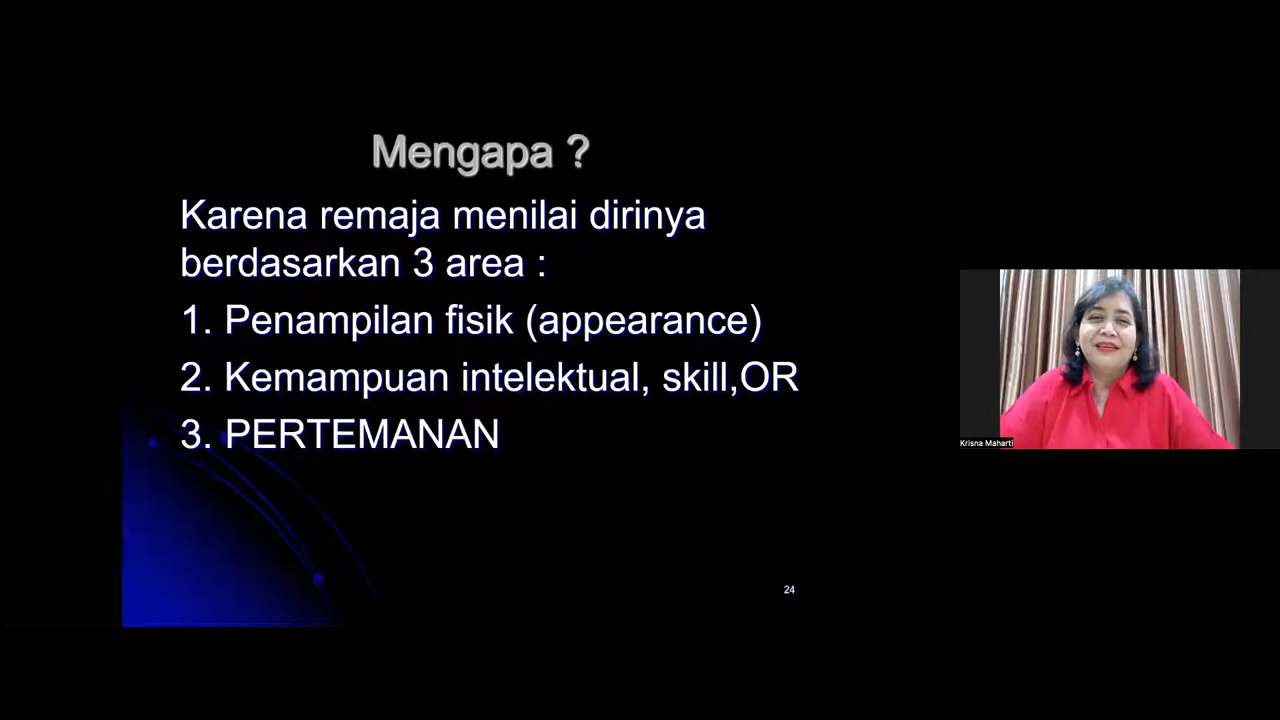 Mengapa ?
Karena remaja menilai dirinya
berdasarkan 3 area :
1. Penampilan fisik (appearance)
2. Kemampuan intelektual, skill,OR
3. PERTEMANAN
24
Krisna Maharti